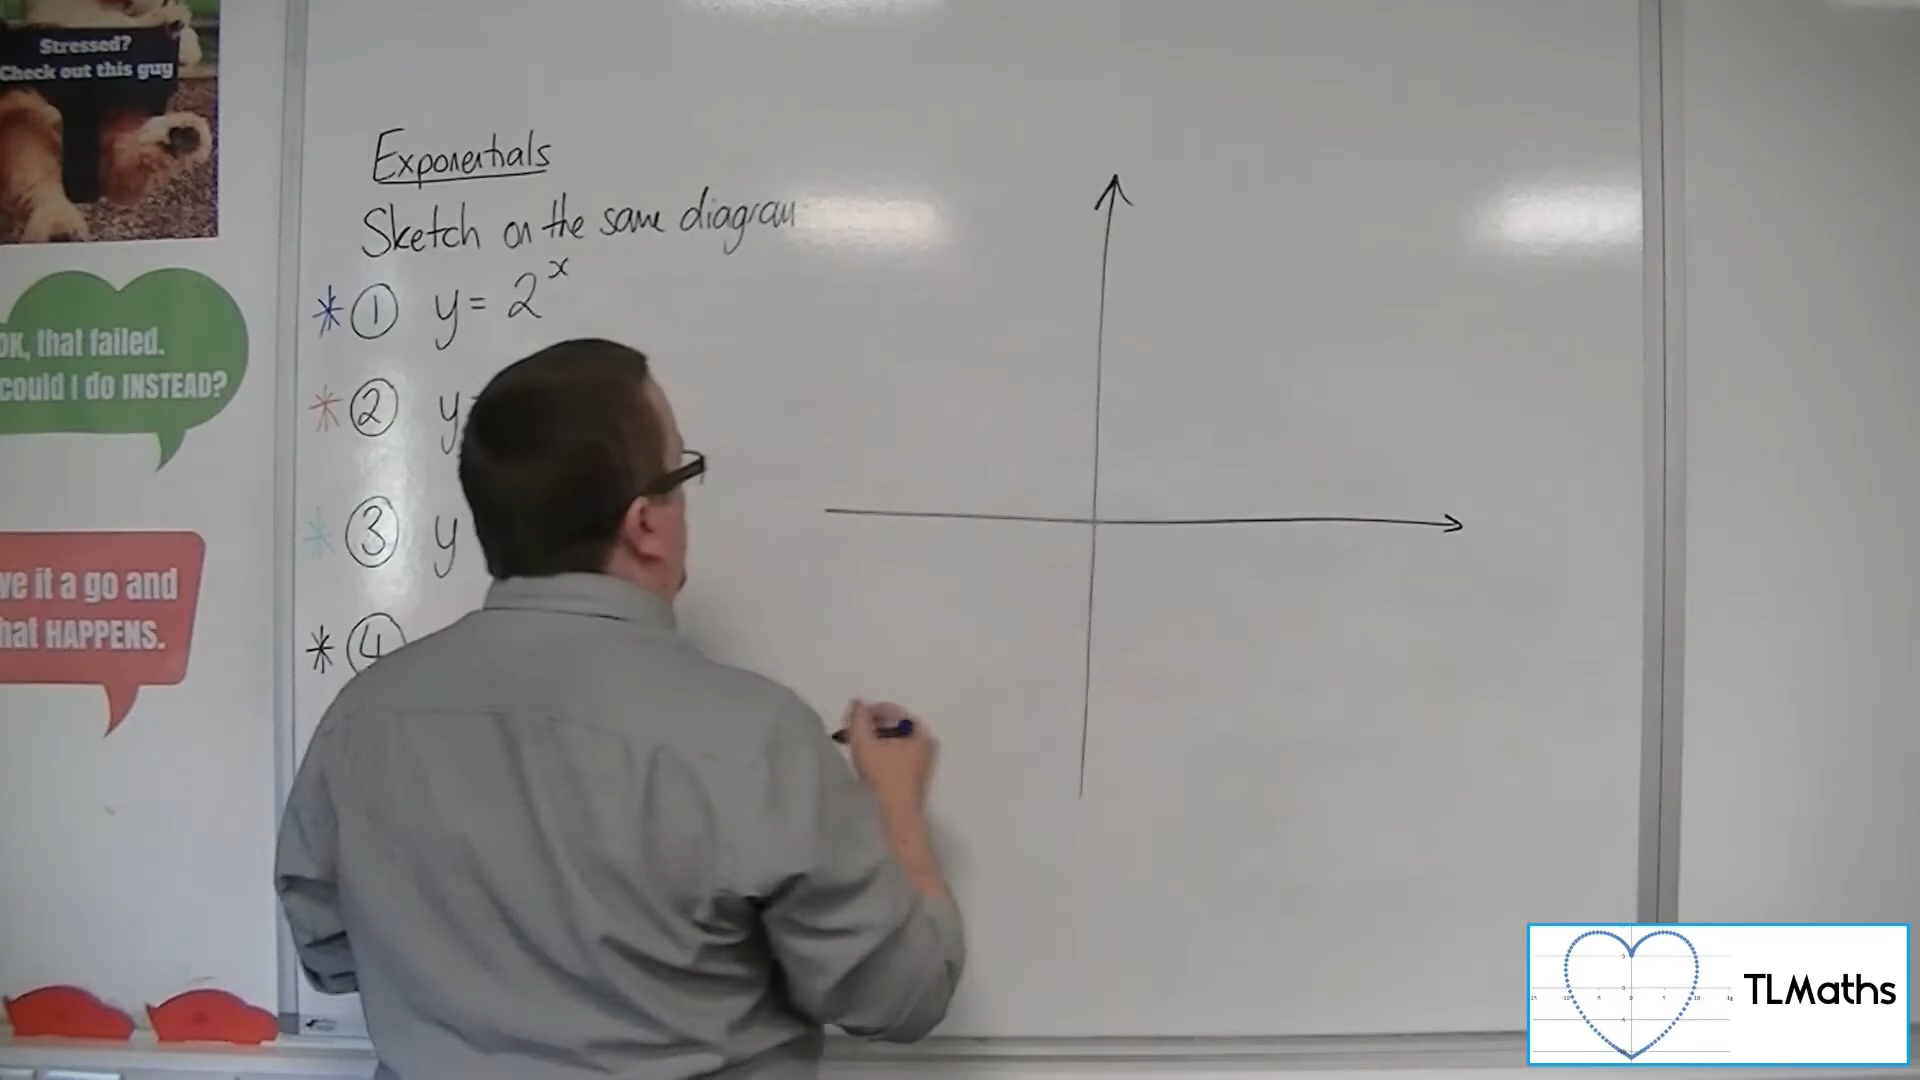 Stressed?
Check out this guy
OK, that failed.
could I do INSTEAD?
ve it a go and
hat HAPPENS.
Exponentials
Sketch on the same diagram
* ① y = 2^x
* ② y
* ③ y
* ④
TLMaths